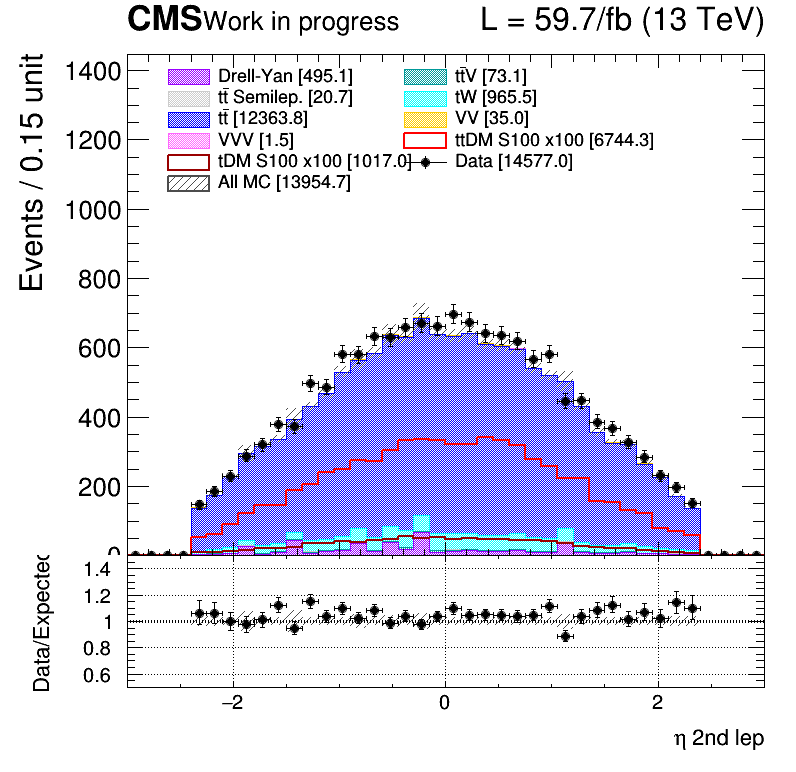 CMS Work in progress L = 59.7/fb (13 TeV)
Events / 0.15 unit
1400
1200
1000
800
600
400
200
0
Drell-Yan [495.1] tt̄V [73.1]
tt̄ Semilep. [20.7] tW [965.5]
tt̄ [12363.8] VV [35.0]
VVV [1.5] ttDM S100 x100 [6744.3]
tDM S100 x100 [1017.0] Data [14577.0]
All MC [13954.7]
Data/Expected
1.4
1.2
1
0.8
0.6
−2 0 2
η 2nd lep